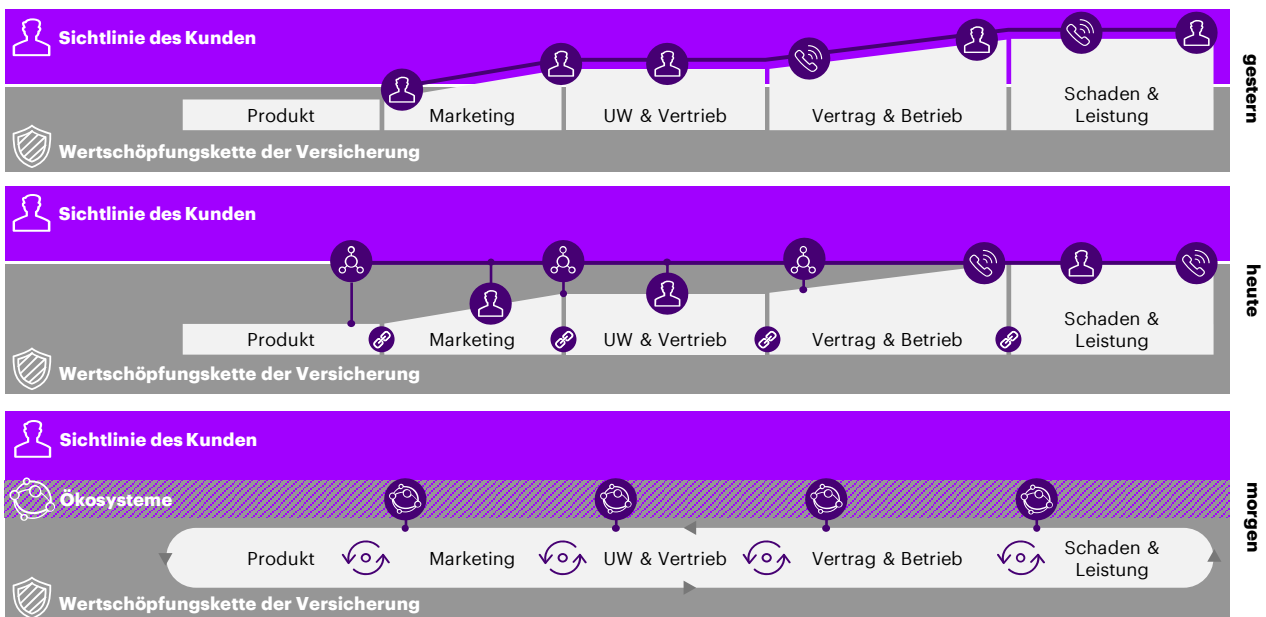 Sichtlinie des Kunden
Produkt
Marketing
UW & Vertrieb
Vertrag & Betrieb
Schaden &
Leistung
Wertschöpfungskette der Versicherung
gestern
Sichtlinie des Kunden
Produkt
Marketing
UW & Vertrieb
Vertrag & Betrieb
Schaden &
Leistung
Wertschöpfungskette der Versicherung
heute
Sichtlinie des Kunden
Ökosysteme
Produkt
Marketing
UW & Vertrieb
Vertrag & Betrieb
Schaden &
Leistung
Wertschöpfungskette der Versicherung
morgen